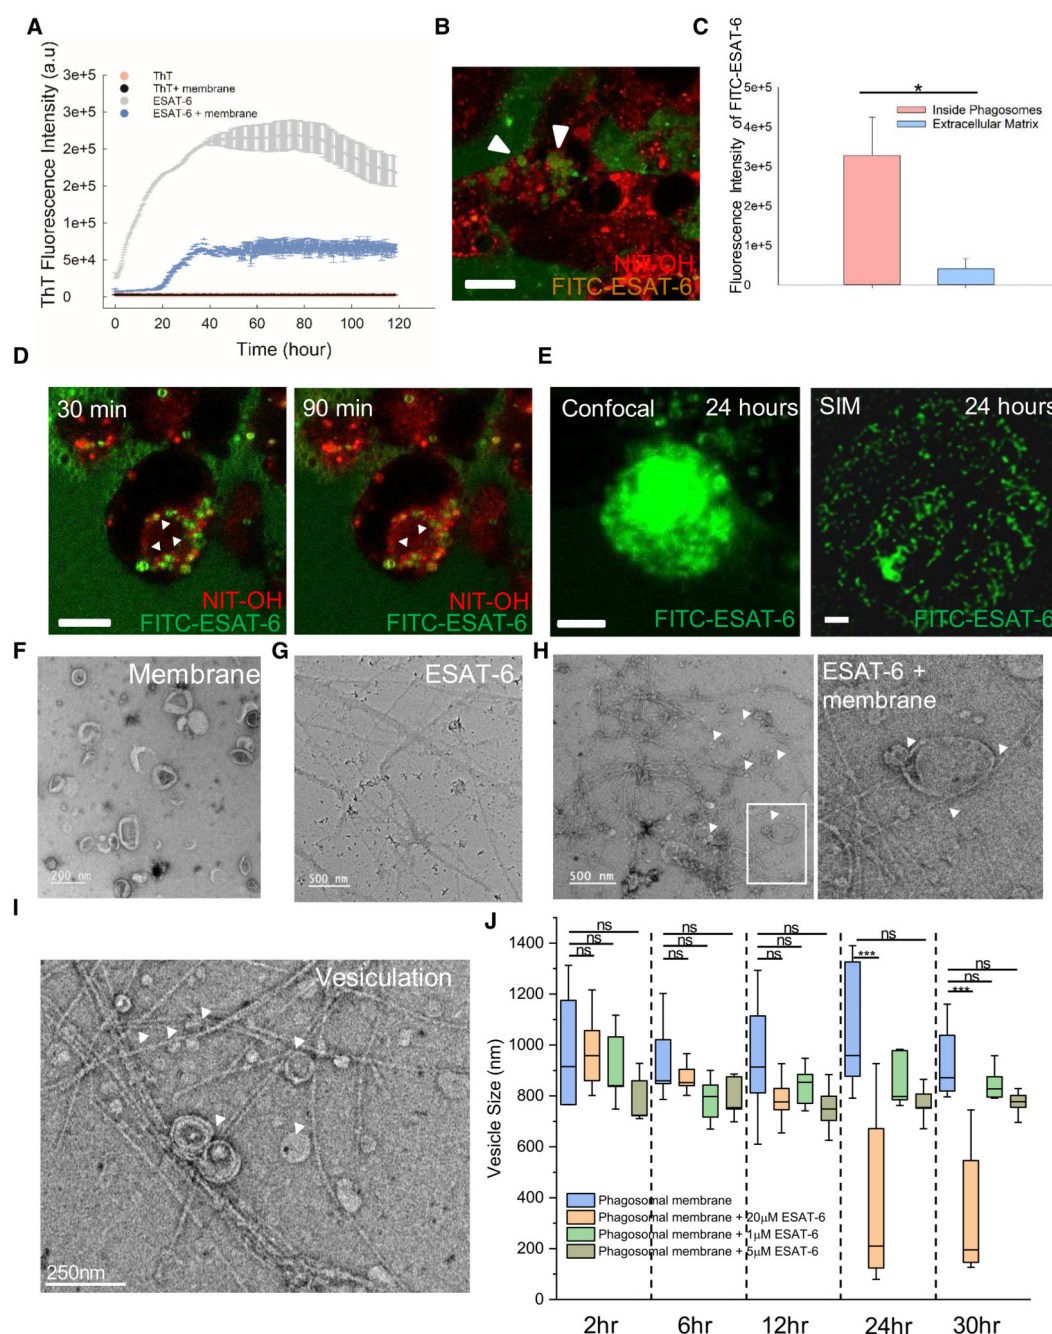 A
ThT Fluorescence Intensity (a.u)
3e+5
3e+5
2e+5
2e+5
1e+5
5e+4
0
ThT
ThT+ membrane
ESAT-6
ESAT-6 + membrane
0 20 40 60 80 100 120
Time (hour)
B
NIT-OH
FITC-ESAT-6
C
Fluorescence Intensity of FITC-ESAT-6
5e+5
4e+5
3e+5
2e+5
1e+5
0
*
Inside Phagosomes
Extracellular Matrix
D
30 min
NIT-OH
FITC-ESAT-6
90 min
NIT-OH
FITC-ESAT-6
E
Confocal 24 hours
FITC-ESAT-6
SIM 24 hours
FITC-ESAT-6
F
Membrane
200 nm
G
ESAT-6
500 nm
H
500 nm
ESAT-6 +
membrane
I
Vesiculation
250nm
J
Vesicle Size (nm)
1400
1200
1000
800
600
400
200
0
ns
ns
ns
ns
ns
ns
ns
ns
ns
ns
***
ns
ns
***
Phagosomal membrane
Phagosomal membrane + 20μM ESAT-6
Phagosomal membrane + 1μM ESAT-6
Phagosomal membrane + 5μM ESAT-6
2hr 6hr 12hr 24hr 30hr